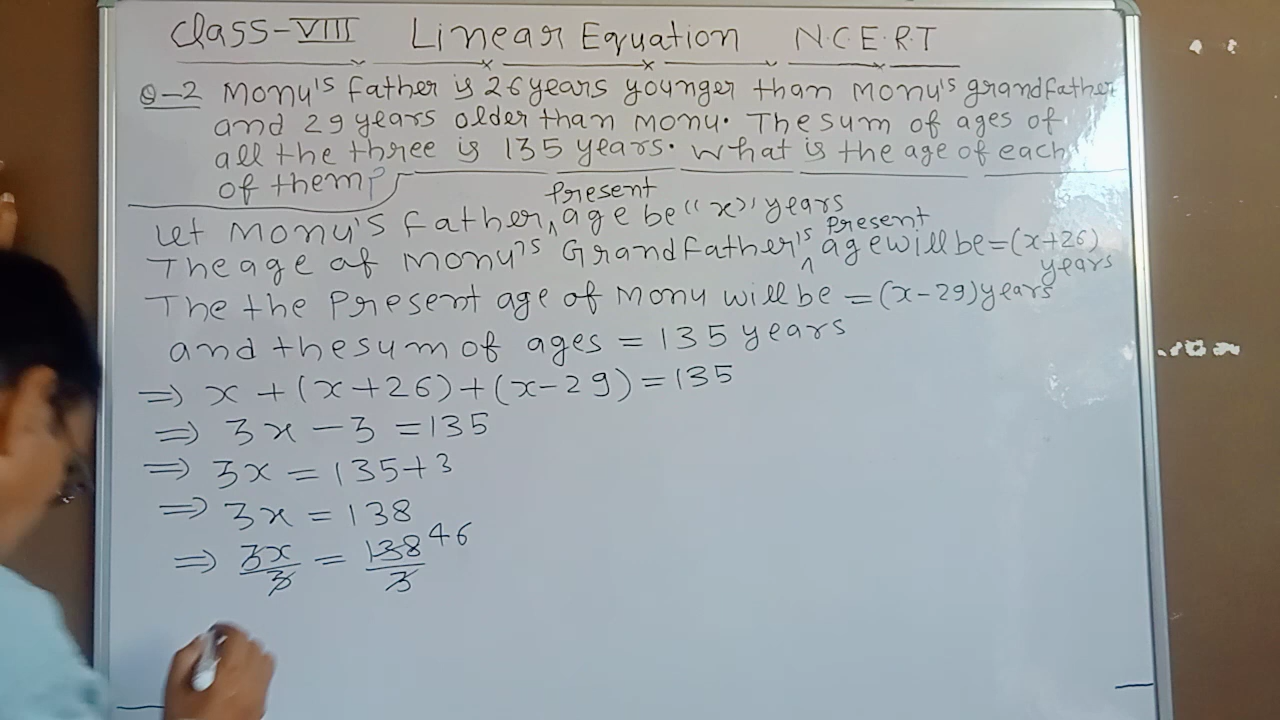 Class-VIII Linear Equation N.C.E.R.T
Q-2 Monu's father is 26 years younger than Monu's grandfather
and 29 years older than Monu. The sum of ages of
all the three is 135 years. What is the age of each
of them?
Let Monu's father, present age be "x" years
The age of Monu's Grandfather's present age will be = (x+26) years
The the present age of Monu will be = (x-29) years
and the sum of ages = 135 years
⇒ x + (x+26) + (x-29) = 135
⇒ 3x - 3 = 135
⇒ 3x = 135+3
⇒ 3x = 138
⇒ 3x/3 = 138/3 46